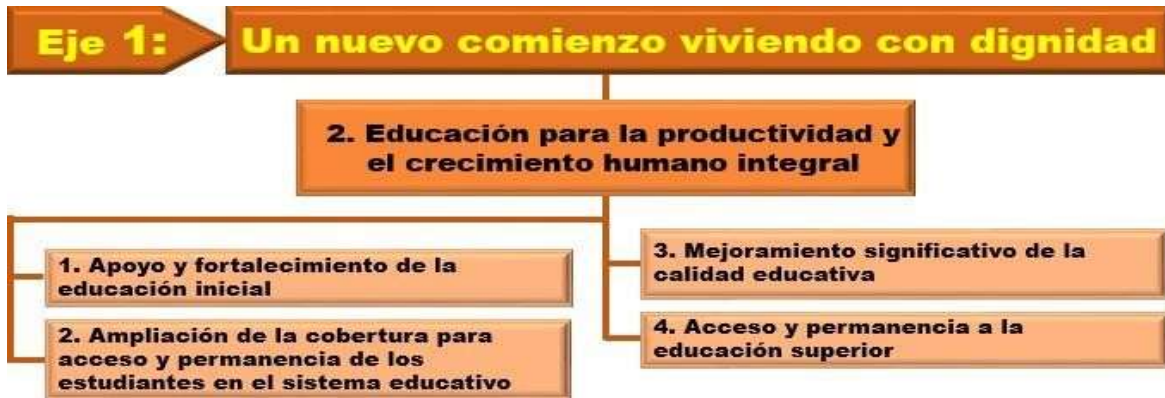 Eje 1:
Un nuevo comienzo viviendo con dignidad
2. Educación para la productividad y
el crecimiento humano integral
1. Apoyo y fortalecimiento de la
educación inicial
2. Ampliación de la cobertura para
acceso y permanencia de los
estudiantes en el sistema educativo
3. Mejoramiento significativo de la
calidad educativa
4. Acceso y permanencia a la
educación superior